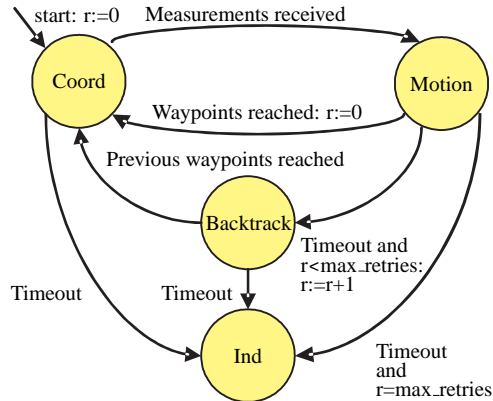 start: r:=0
Measurements received
Coord
Motion
Waypoints reached: r:=0
Previous waypoints reached
Backtrack
Timeout and
r<max_retries:
r:=r+1
Timeout
Timeout
Ind
Timeout
and
r=max_retries